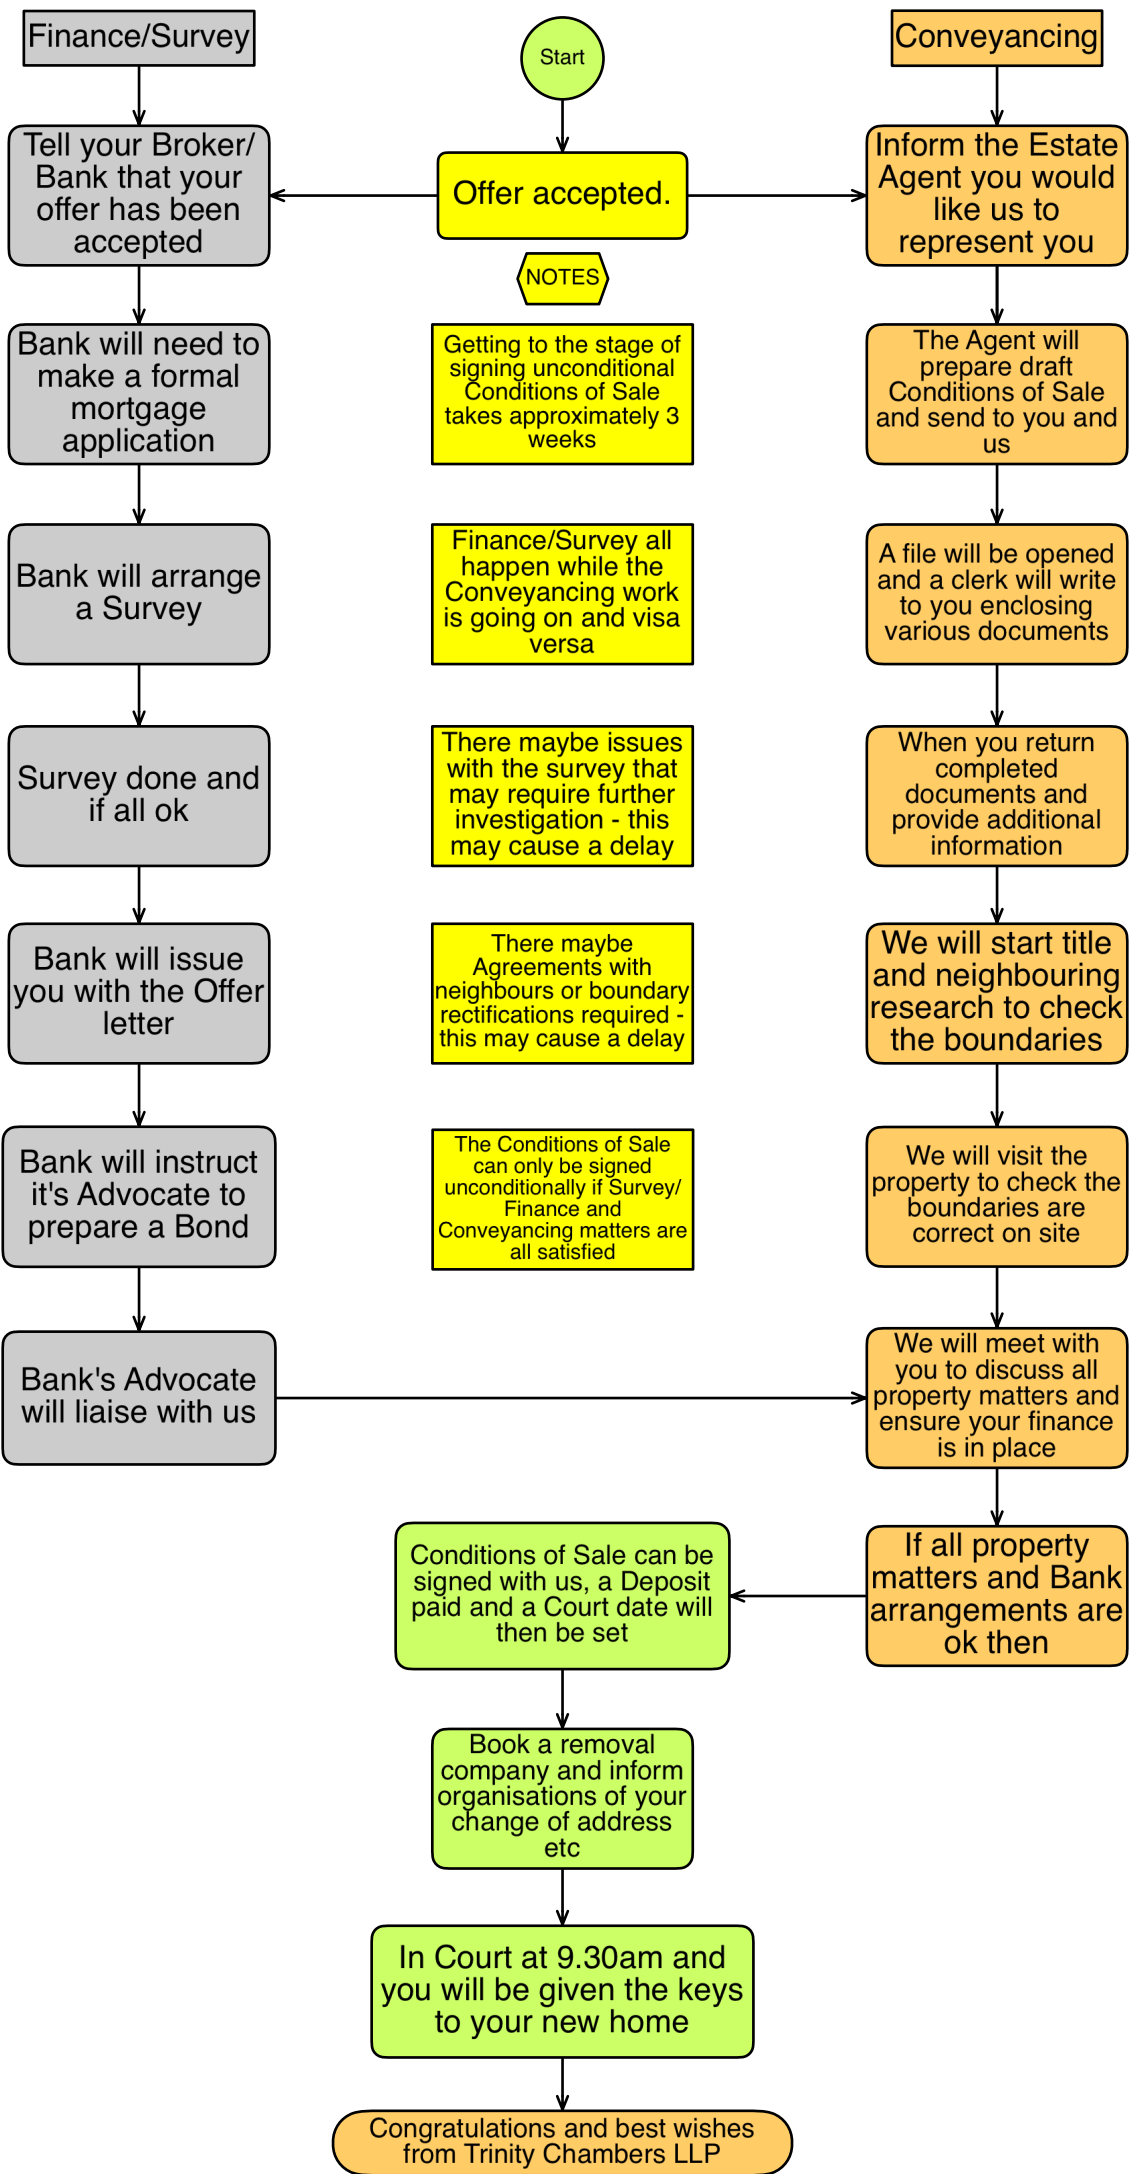 Finance/Survey
Start
Conveyancing
Tell your Broker/
Bank that your
offer has been
accepted
Offer accepted.
Inform the Estate
Agent you would
like us to
represent you
NOTES
Bank will need to
make a formal
mortgage
application
Getting to the stage of
signing unconditional
Conditions of Sale
takes approximately 3
weeks
The Agent will
prepare draft
Conditions of Sale
and send to you and
us
Bank will arrange
a Survey
Finance/Survey all
happen while the
Conveyancing work
is going on and visa
versa
A file will be opened
and a clerk will write
to you enclosing
various documents
Survey done and
if all ok
There maybe issues
with the survey that
may require further
investigation - this
may cause a delay
When you return
completed
documents and
provide additional
information
Bank will issue
you with the Offer
letter
There maybe
Agreements with
neighbours or boundary
rectifications required -
this may cause a delay
We will start title
and neighbouring
research to check
the boundaries
Bank will instruct
it's Advocate to
prepare a Bond
The Conditions of Sale
can only be signed
unconditionally if Survey/
Finance and
Conveyancing matters are
all satisfied
We will visit the
property to check the
boundaries are
correct on site
Bank's Advocate
will liaise with us
We will meet with
you to discuss all
property matters and
ensure your finance
is in place
Conditions of Sale can be
signed with us, a Deposit
paid and a Court date will
then be set
If all property
matters and Bank
arrangements are
ok then
Book a removal
company and inform
organisations of your
change of address
etc
In Court at 9.30am and
you will be given the keys
to your new home
Congratulations and best wishes
from Trinity Chambers LLP